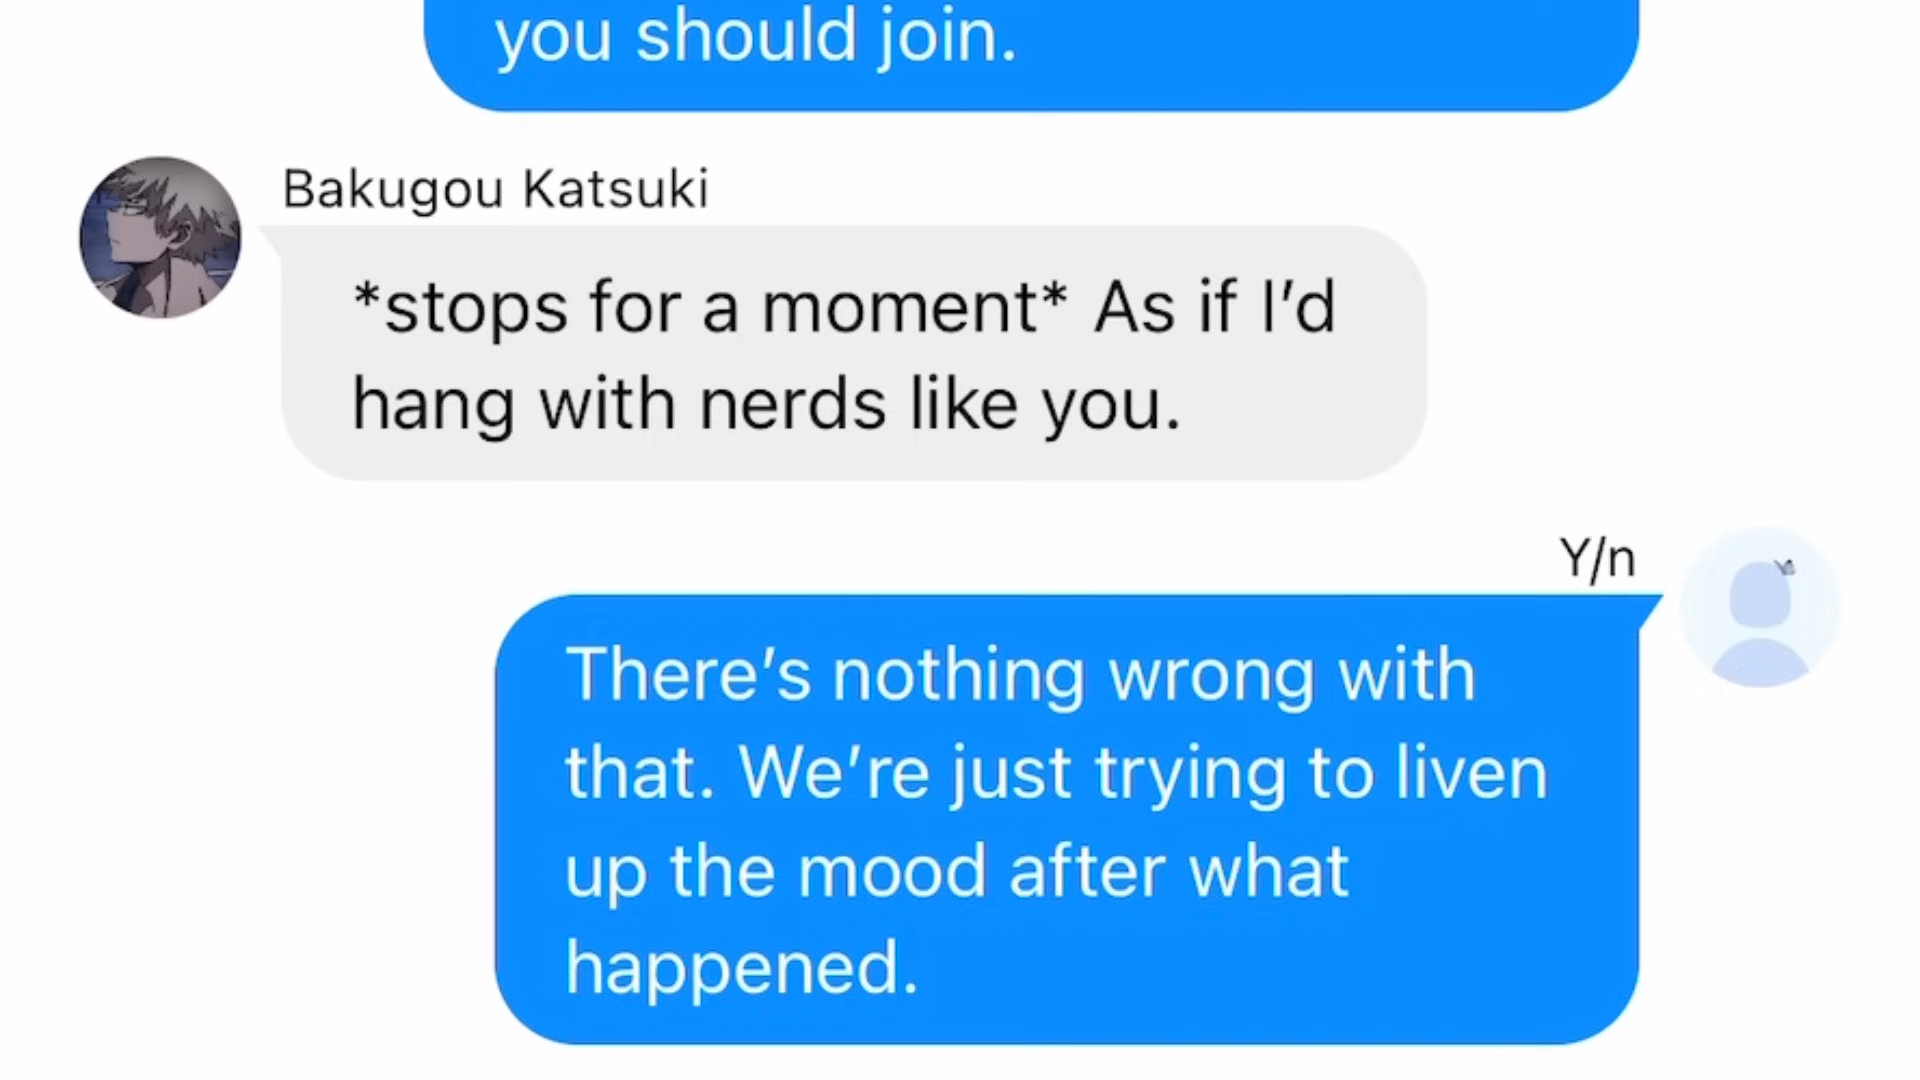 you should join.
Bakugou Katsuki
*stops for a moment* As if I’d
hang with nerds like you.
Y/n
There’s nothing wrong with
that. We’re just trying to liven
up the mood after what
happened.